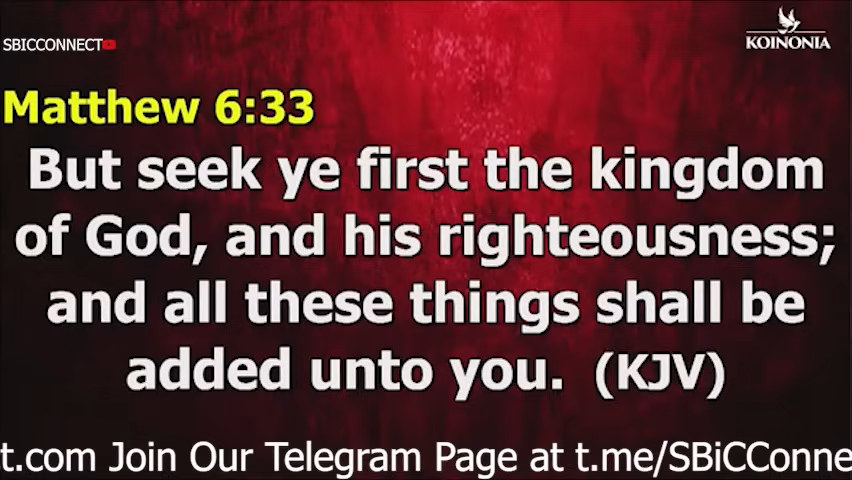 SBICCONNECT
KOINONIA
Matthew 6:33
But seek ye first the kingdom
of God, and his righteousness;
and all these things shall be
added unto you. (KJV)
t.com Join Our Telegram Page at t.me/SBiCConne